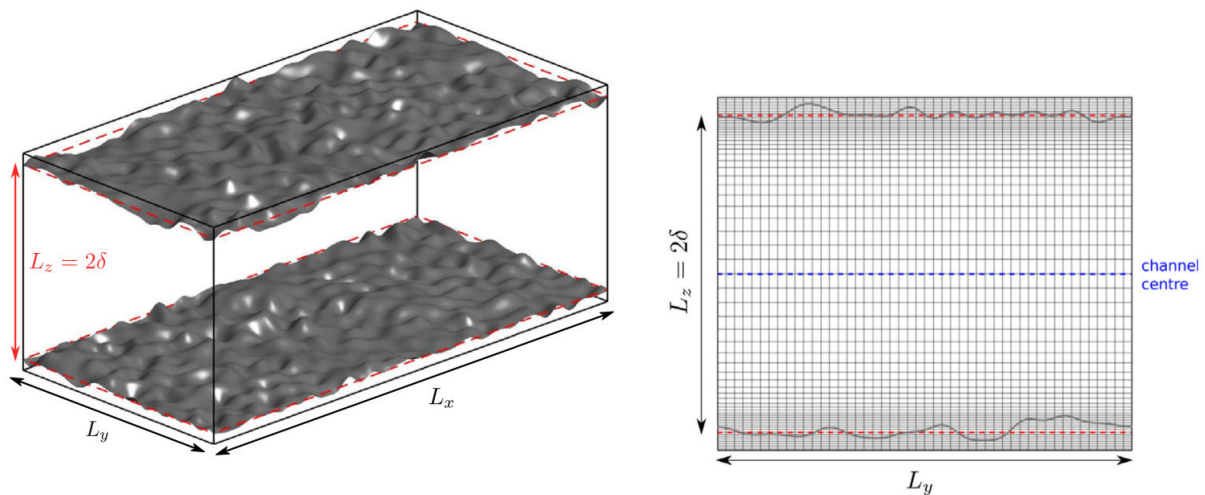 L_z = 2δ
L_y
L_x
L_z = 2δ
channel
centre
L_y